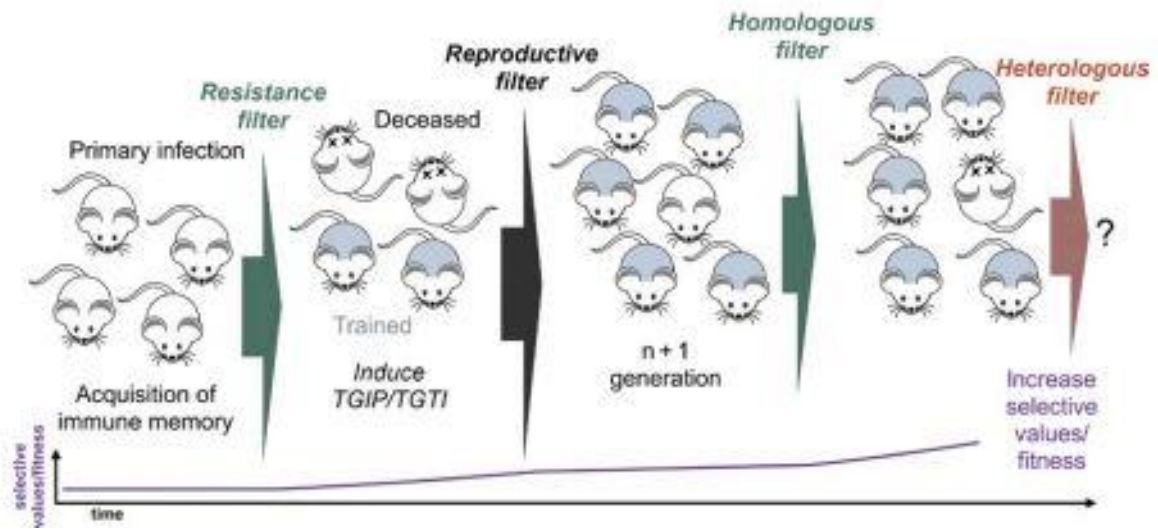 Primary infection
Acquisition of
immune memory
Resistance
filter
Deceased
Trained
Induce
TGIP/TGTI
Reproductive
filter
n + 1
generation
Homologous
filter
Heterologous
filter
?
Increase
selective
values/
fitness
selective
values/fitness
time